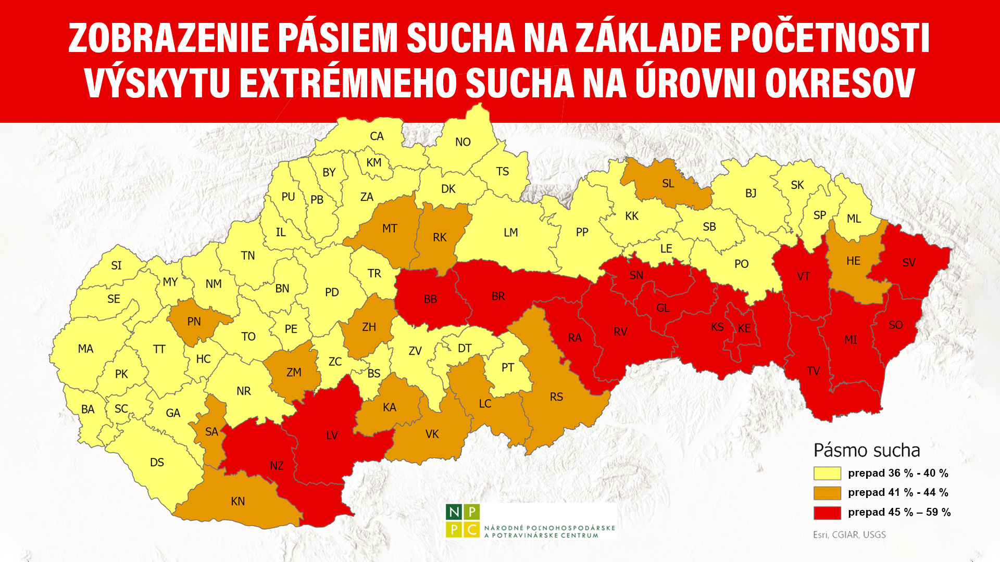 ZOBRAZENIE PÁSIEM SUCHA NA ZÁKLADE POČETNOSTI
VÝSKYTU EXTRÉMNEHO SUCHA NA ÚROVNI OKRESOV
CA
NO
KM
BY
TS
SL
DK
SK
PU
PB
ZA
BJ
KK
SP
ML
MT
SB
IL
RK
LM
PP
LE
TN
HE
SV
SI
PO
TR
SN
VT
MY
NM
BN
PD
BR
SE
BB
GL
PN
PE
ZH
KS
KE
SO
RV
TO
RA
MI
MA
TT
DT
ZV
HC
ZC
PT
PK
ZM
BS
TV
NR
RS
LC
BA
SC
KA
GA
SA
VK
LV
DS
NZ
KN
Pásmo sucha
prepad 36 % - 40 %
prepad 41 % - 44 %
prepad 45 % – 59 %
Esri, CGIAR, USGS
N P
P C
NÁRODNÉ POĽNOHOSPODÁRSKE
A POTRAVINÁRSKE CENTRUM